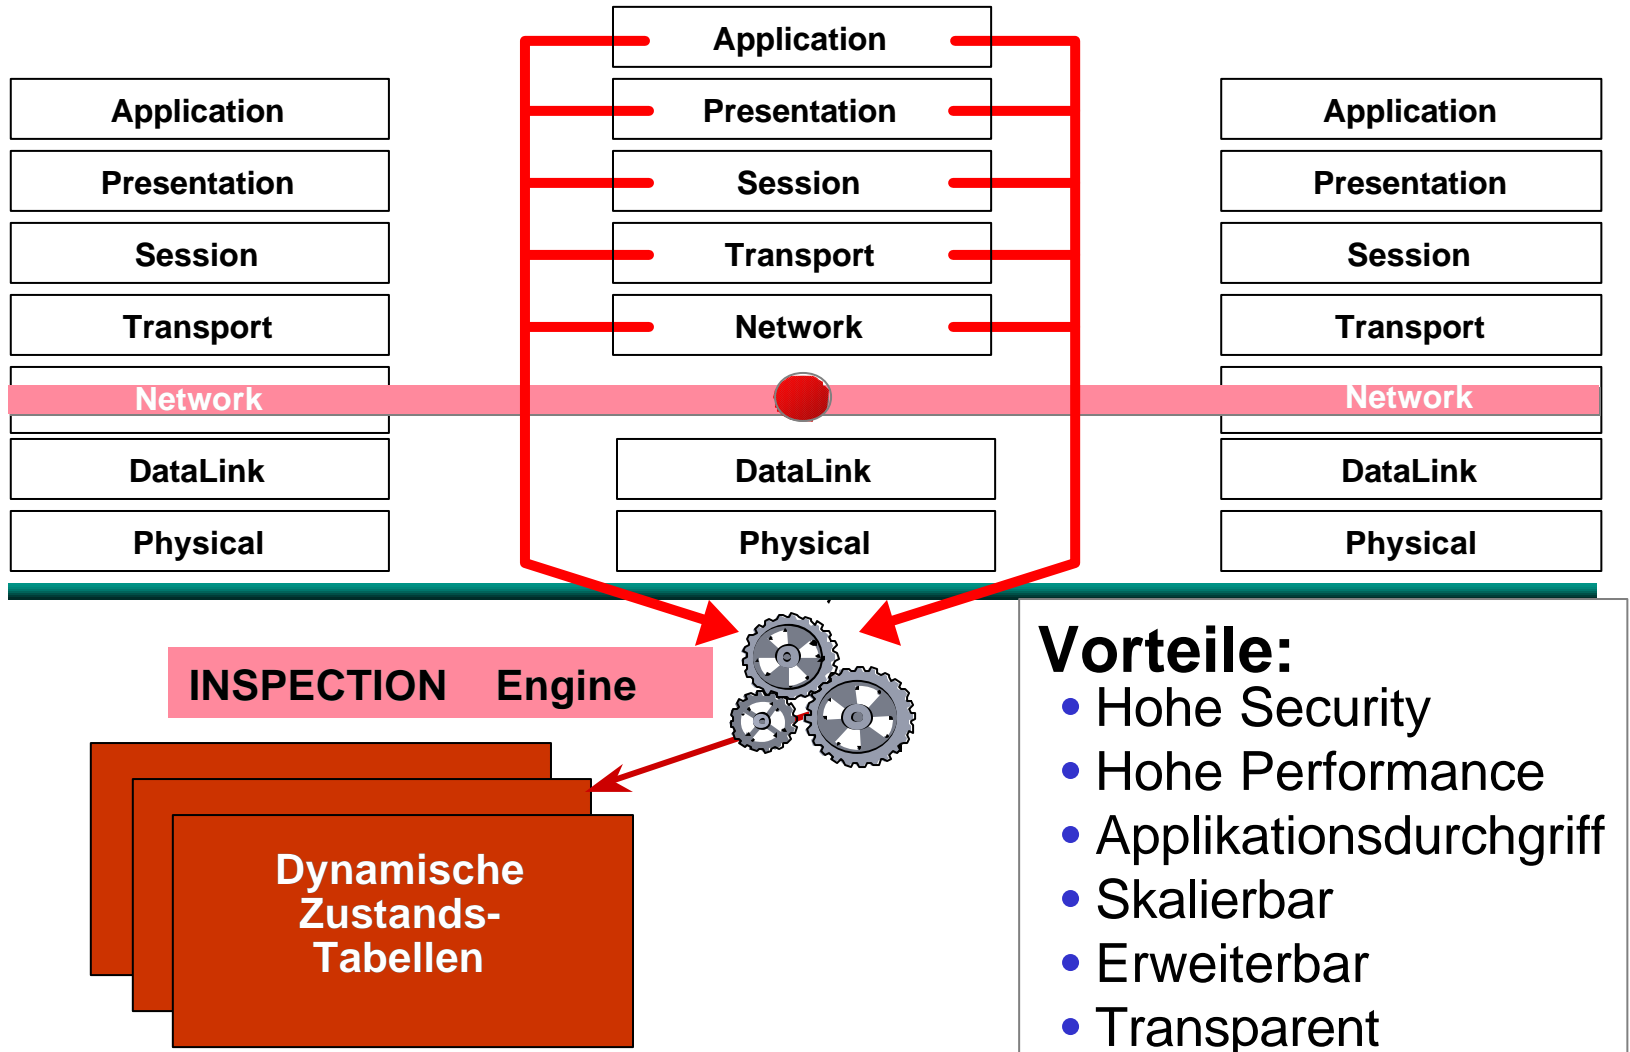 Application
Presentation
Session
Transport
Network
DataLink
Physical
Application
Presentation
Session
Transport
Network
DataLink
Physical
Application
Presentation
Session
Transport
Network
DataLink
Physical
INSPECTION Engine
Dynamische
Zustands-
Tabellen
Vorteile:
• Hohe Security
• Hohe Performance
• Applikationsdurchgriff
• Skalierbar
• Erweiterbar
• Transparent